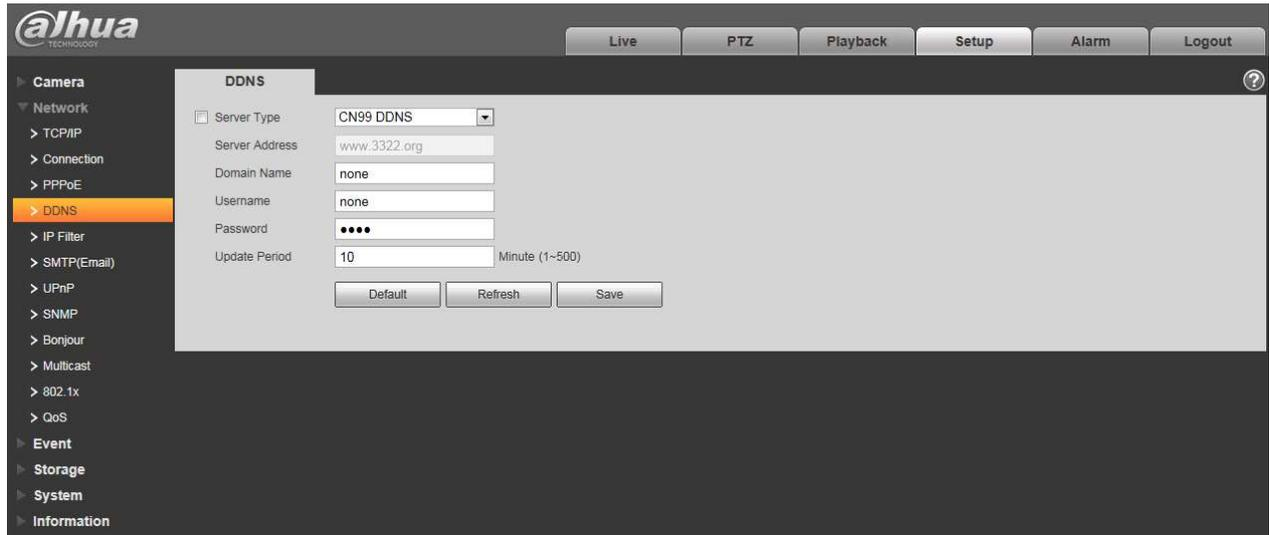 alhua
TECHNOLOGY
Live PTZ Playback Setup Alarm Logout
Camera
Network
> TCP/IP
> Connection
> PPPoE
> DDNS
> IP Filter
> SMTP(Email)
> UPnP
> SNMP
> Bonjour
> Multicast
> 802.1x
> QoS
Event
Storage
System
Information
DDNS
?
Server Type CN99 DDNS
Server Address www.3322.org
Domain Name none
Username none
Password ●●●●
Update Period 10 Minute (1~500)
Default Refresh Save